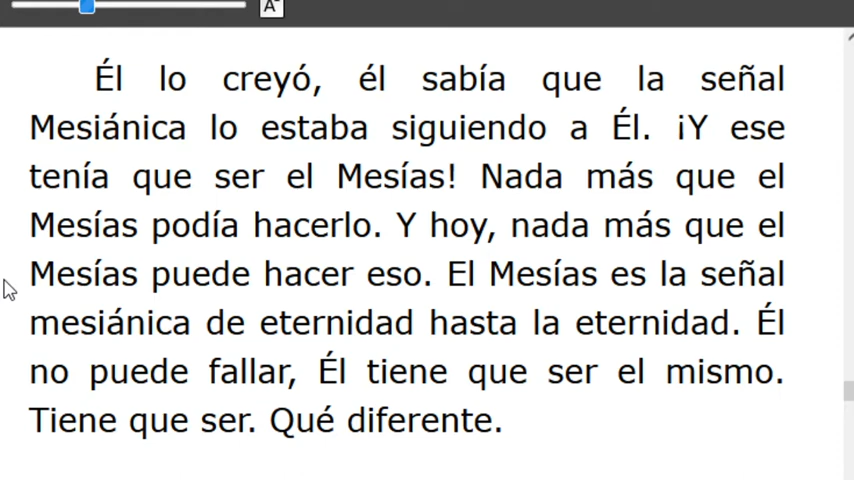 A
Él lo creyó, él sabía que la señal
Mesiánica lo estaba siguiendo a Él. ¡Y ese
tenía que ser el Mesías! Nada más que el
Mesías podía hacerlo. Y hoy, nada más que el
Mesías puede hacer eso. El Mesías es la señal
mesiánica de eternidad hasta la eternidad. Él
no puede fallar, Él tiene que ser el mismo.
Tiene que ser. Qué diferente.